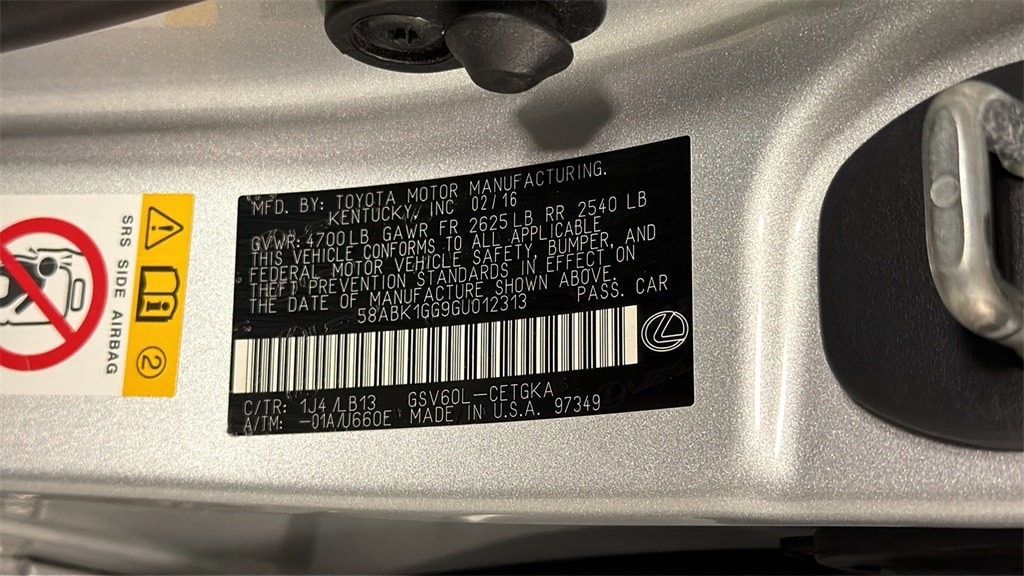 MFD. BY: TOYOTA MOTOR MANUFACTURING.
KENTUCKY, INC 02/16
GVWR: 4700LB GAWR FR 2625LB RR 2540 LB
THIS VEHICLE CONFORMS TO ALL APPLICABLE
FEDERAL MOTOR VEHICLE SAFETY, BUMPER, AND
THEFT PREVENTION STANDARDS IN EFFECT ON
THE DATE OF MANUFACTURE SHOWN ABOVE.
58ABK1GG9GU012313 PASS. CAR
C/TR: 1J4/LB13 GSV60L-CETGKA
A/TM: -01A/U660E MADE IN U.S.A. 97349
SRS SIDE AIRBAG
2